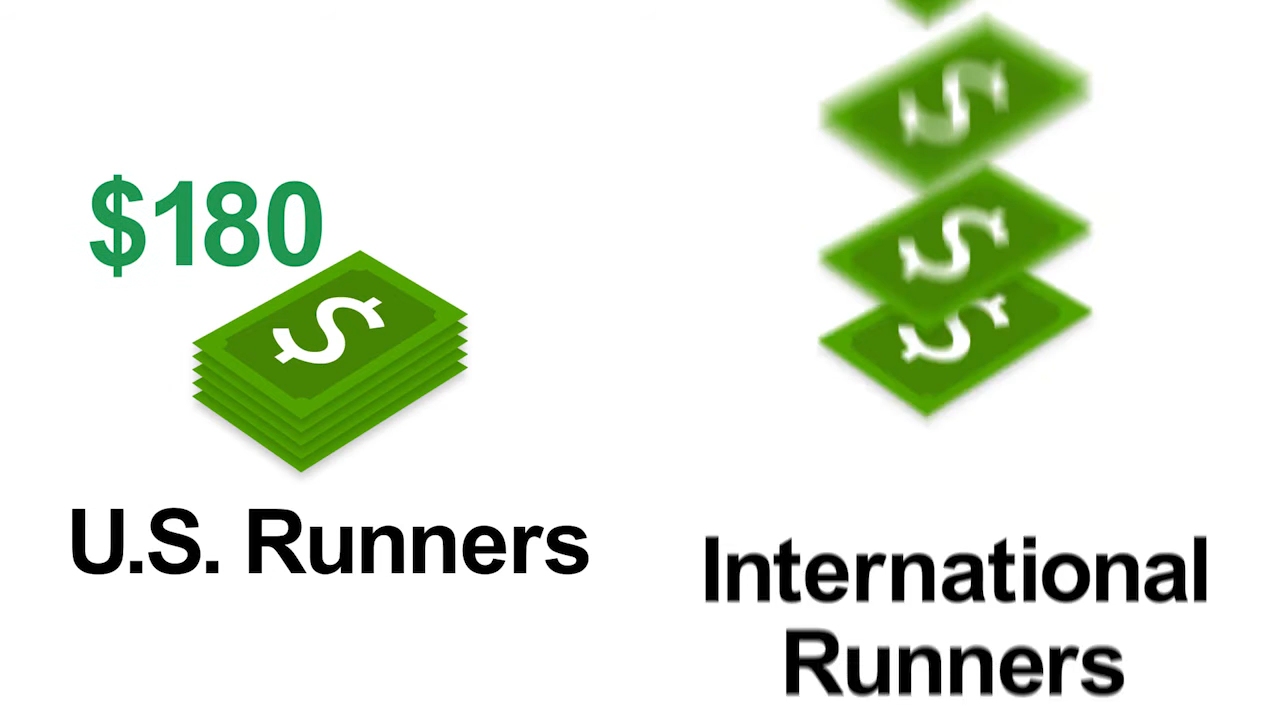 $180
$
U.S. Runners
$
$
$
International
Runners